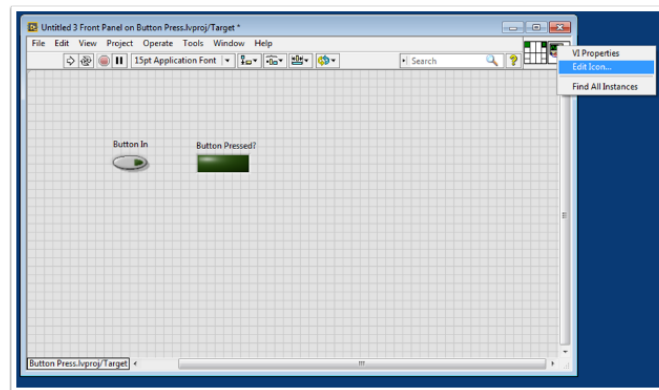 Untitled 3 Front Panel on Button Press.lvproj/Target *
File Edit View Project Operate Tools Window Help
15pt Application Font
Search
VI Properties
Edit Icon...
Find All Instances
Button In
Button Pressed?
Button Press.lvproj/Target